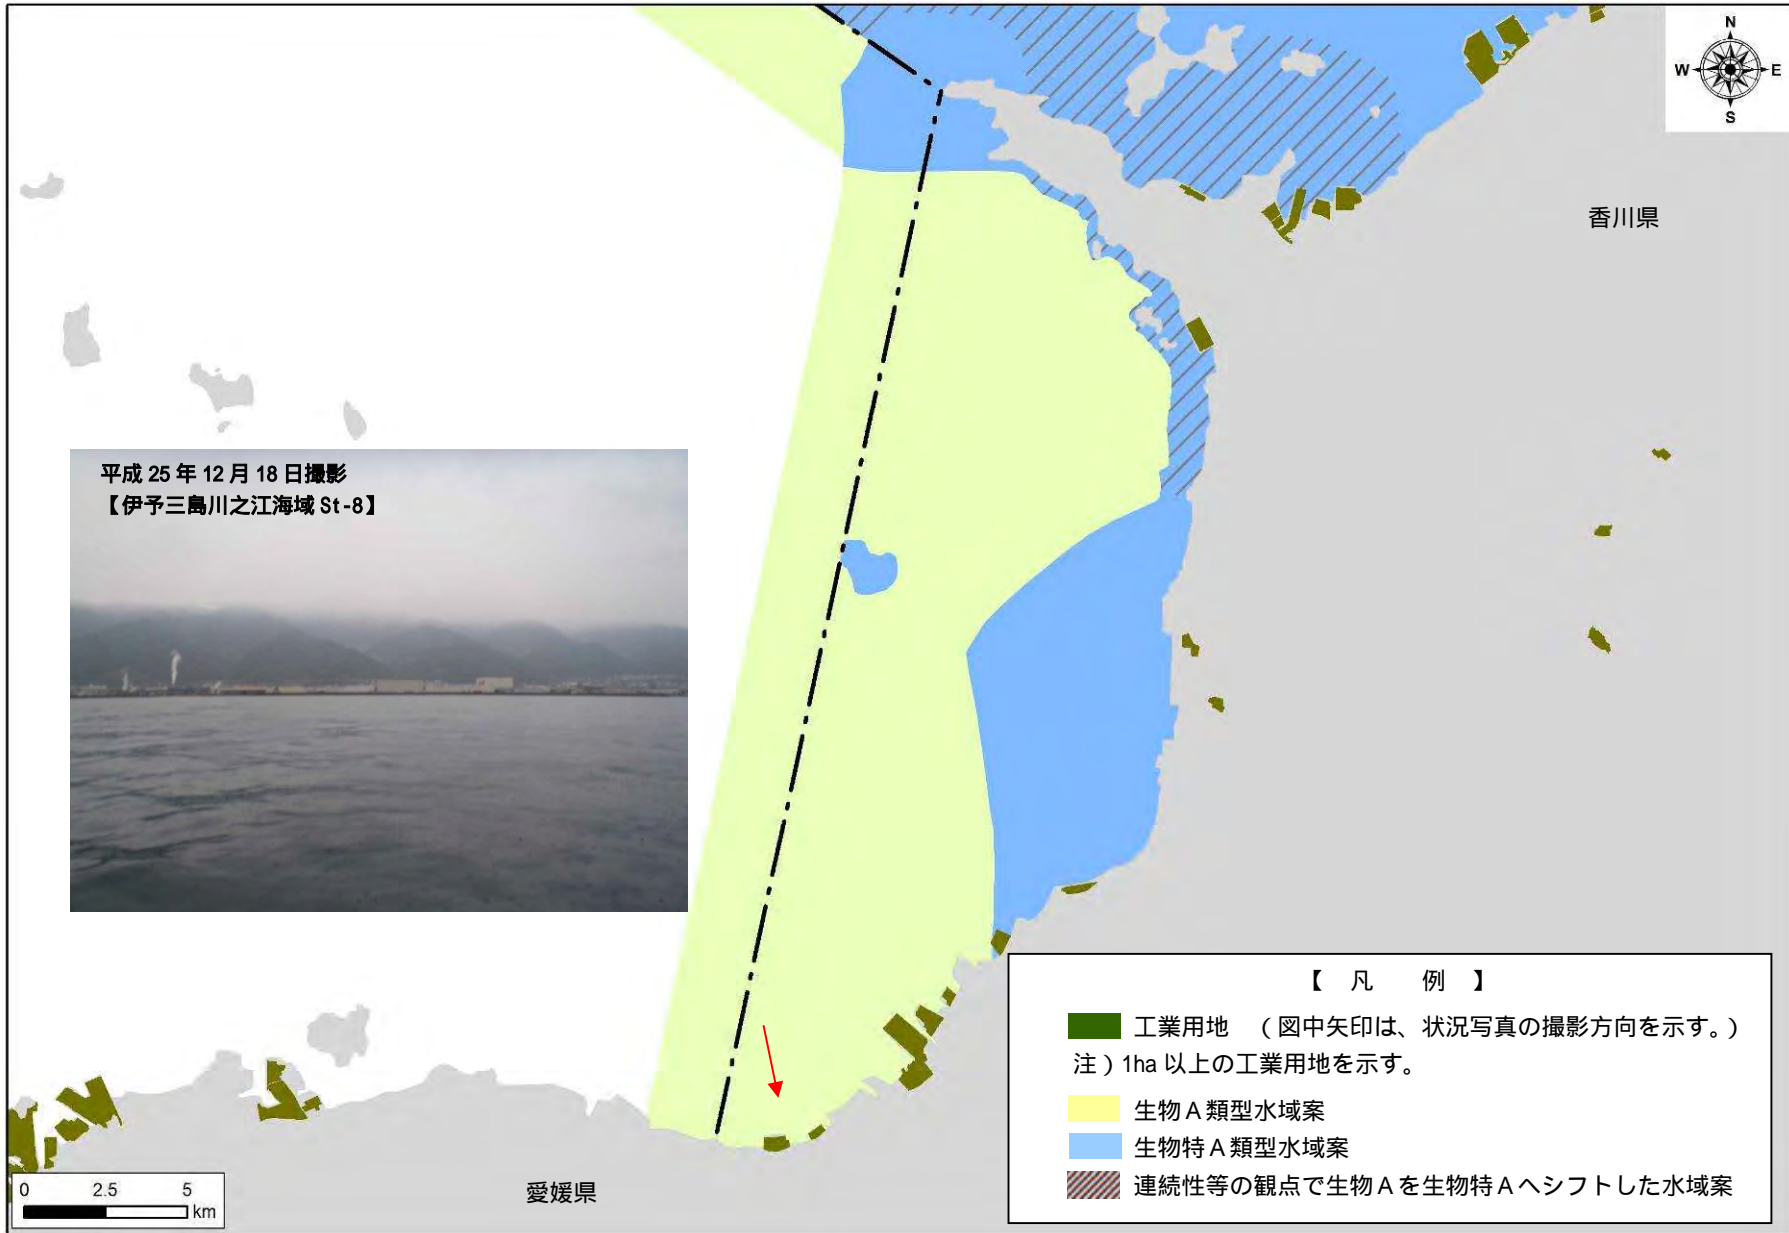 N
W E
S
香川県
平成 25 年 12 月 18 日撮影
【伊予三島川之江海域 St-8】
【 凡 例 】
工業用地 （図中矢印は、状況写真の撮影方向を示す。）
注）1ha 以上の工業用地を示す。
生物A類型水域案
生物特A類型水域案
連続性等の観点で生物Aを生物特Aへシフトした水域案
0 2.5 5
km
愛媛県